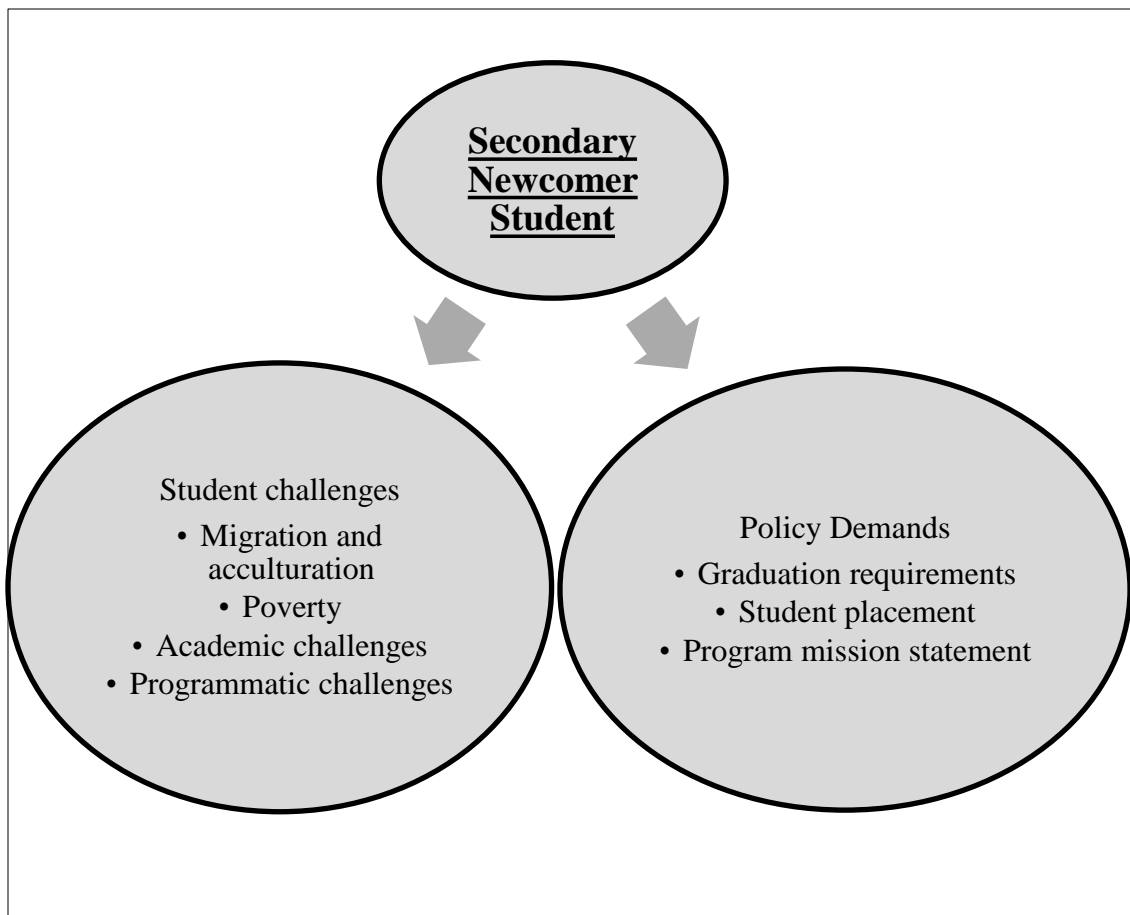 Secondary
Newcomer
Student
Student challenges
• Migration and
acculturation
• Poverty
• Academic challenges
• Programmatic challenges
Policy Demands
• Graduation requirements
• Student placement
• Program mission statement